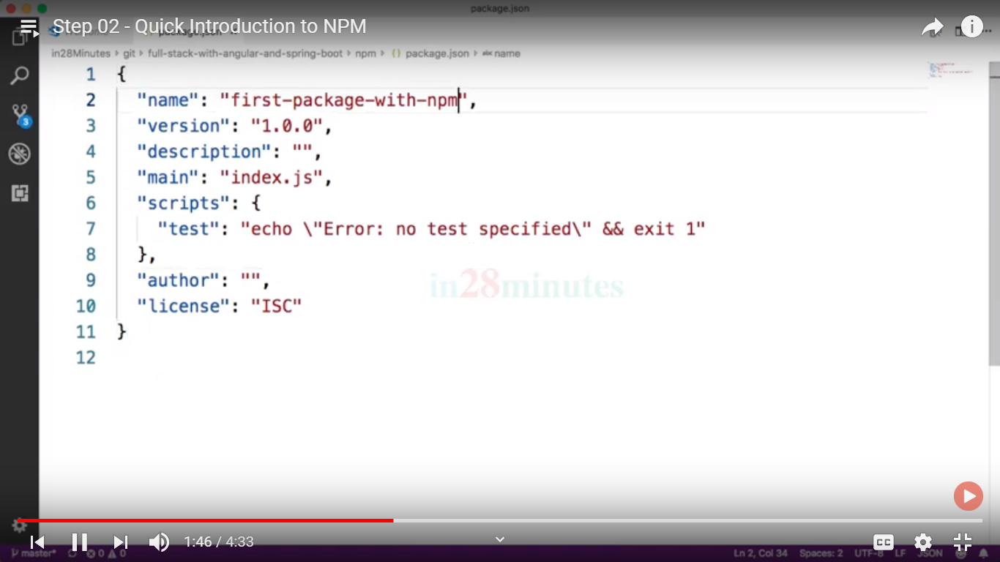 package.json
Step 02 - Quick Introduction to NPM
package.json
in28Minutes › git › full-stack-with-angular-and-spring-boot › npm › {} package.json › abc name
1 {
2 "name": "first-package-with-npm",
3 "version": "1.0.0",
4 "description": "",
5 "main": "index.js",
6 "scripts": {
7 "test": "echo \"Error: no test specified\" && exit 1"
8 },
9 "author": "",
10 "license": "ISC"
11 }
12
3
in28minutes
1:46 / 4:33
CC
master* 0 0 Ln 2, Col 34 Spaces: 2 UTF-8 LF JSON